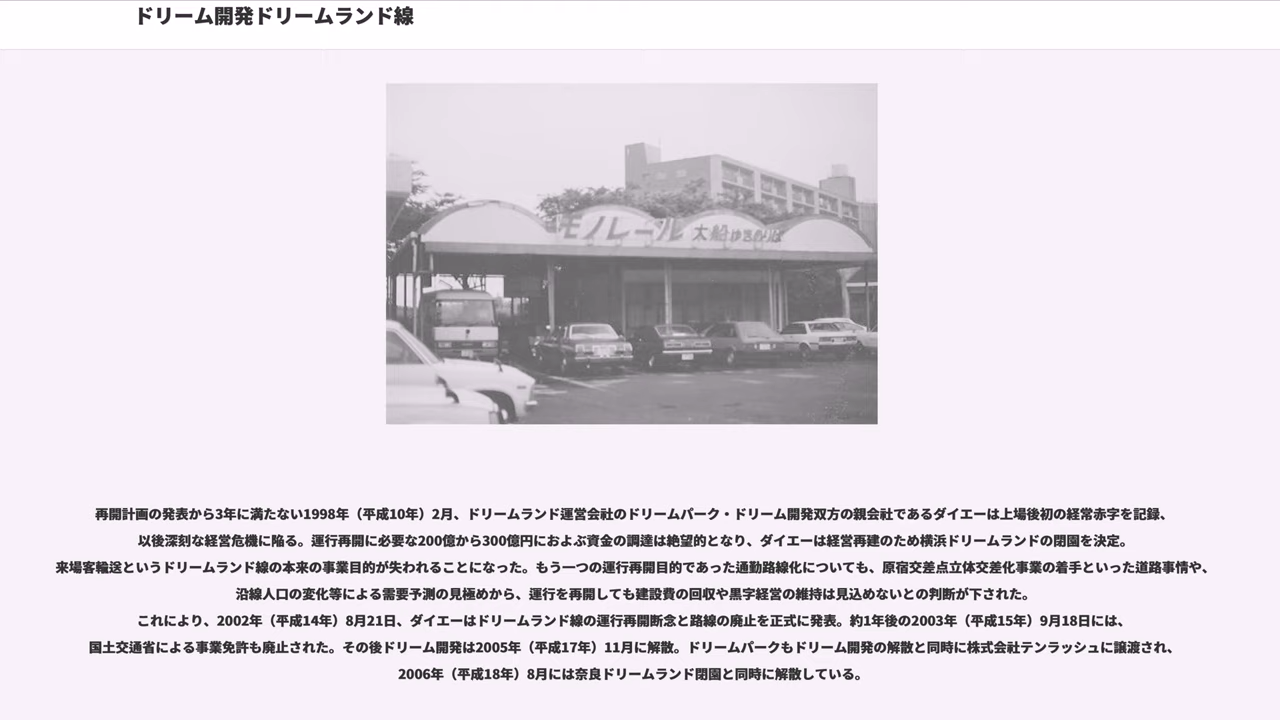 ドリーム開発ドリームランド線
モノレール 大船ゆきのりば
再開計画の発表から3年に満たない1998年（平成10年）2月、ドリームランド運営会社のドリームパーク・ドリーム開発双方の親会社であるダイエーは上場後初の経常赤字を記録、
以後深刻な経営危機に陥る。運行再開に必要な200億から300億円におよぶ資金の調達は絶望的となり、ダイエーは経営再建のため横浜ドリームランドの閉園を決定。
来場客輸送というドリームランド線の本来の事業目的が失われることになった。もう一つの運行再開目的であった通勤路線化についても、原宿交差点立体交差化事業の着手といった道路事情や、
沿線人口の変化等による需要予測の見極めから、運行を再開しても建設費の回収や黒字経営の維持は見込めないとの判断が下された。
これにより、2002年（平成14年）8月21日、ダイエーはドリームランド線の運行再開断念と路線の廃止を正式に発表。約1年後の2003年（平成15年）9月18日には、
国土交通省による事業免許も廃止された。その後ドリーム開発は2005年（平成17年）11月に解散。ドリームパークもドリーム開発の解散と同時に株式会社テンラッシュに譲渡され、
2006年（平成18年）8月には奈良ドリームランド閉園と同時に解散している。